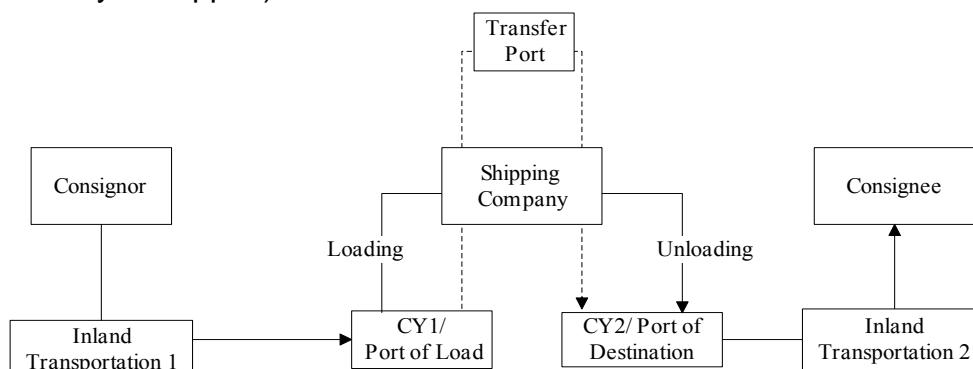 Transfer
Port
Shipping
Company
Consignor
Consignee
Loading
Unloading
Inland
Transportation 1
CY1/
Port of Load
CY2/ Port of
Destination
Inland
Transportation 2